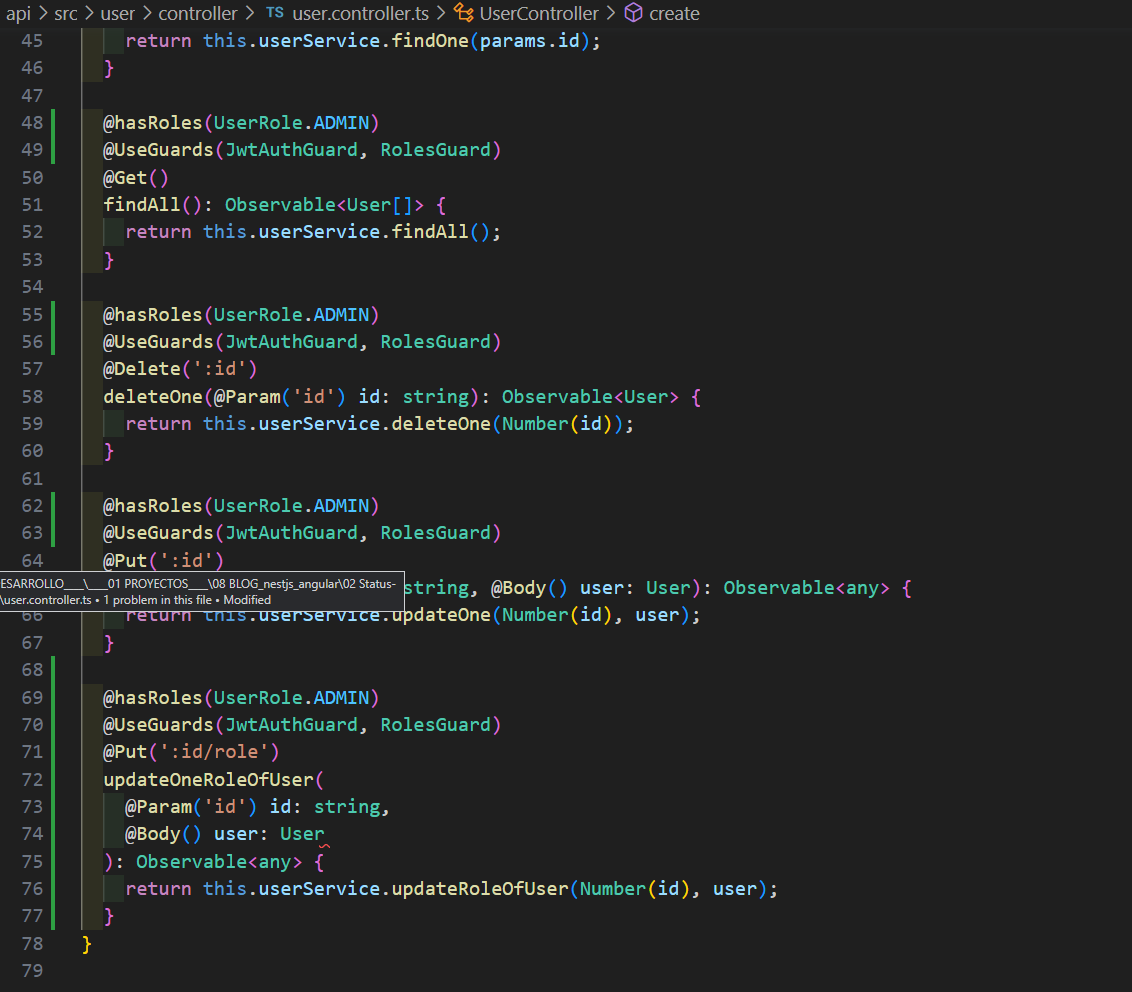 api > src > user > controller > TS user.controller.ts > UserController > create
45 return this.userService.findOne(params.id);
46 }
47
48 @hasRoles(UserRole.ADMIN)
49 @UseGuards(JwtAuthGuard, RolesGuard)
50 @Get()
51 findAll(): Observable<User[]> {
52 return this.userService.findAll();
53 }
54
55 @hasRoles(UserRole.ADMIN)
56 @UseGuards(JwtAuthGuard, RolesGuard)
57 @Delete(':id')
58 deleteOne(@Param('id') id: string): Observable<User> {
59 return this.userService.deleteOne(Number(id));
60 }
61
62 @hasRoles(UserRole.ADMIN)
63 @UseGuards(JwtAuthGuard, RolesGuard)
64 @Put(':id')
ESARROLLO___\___01 PROYECTOS___\08 BLOG_nestjs_angular\02 Status-
\user.controller.ts • 1 problem in this file • Modified
string, @Body() user: User): Observable<any> {
66 return this.userService.updateOne(Number(id), user);
67 }
68
69 @hasRoles(UserRole.ADMIN)
70 @UseGuards(JwtAuthGuard, RolesGuard)
71 @Put(':id/role')
72 updateOneRoleOfUser(
73 @Param('id') id: string,
74 @Body() user: User
75 ): Observable<any> {
76 return this.userService.updateRoleOfUser(Number(id), user);
77 }
78 }
79